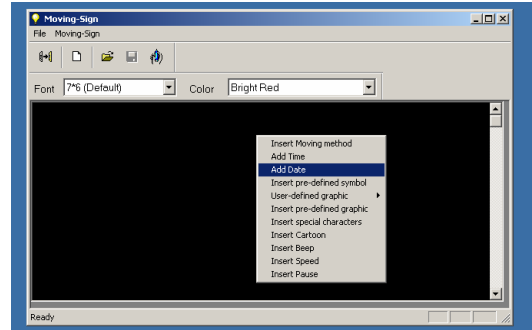 Moving-Sign
File Moving-Sign
Font 7*6 (Default) Color Bright Red
Insert Moving method
Add Time
Add Date
Insert pre-defined symbol
User-defined graphic
Insert pre-defined graphic
Insert special characters
Insert Cartoon
Insert Beep
Insert Speed
Insert Pause
Ready